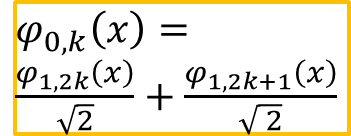 φ₀,ₖ(x) =
φ₁,₂ₖ(x)/√2 + φ₁,₂ₖ₊₁(x)/√2